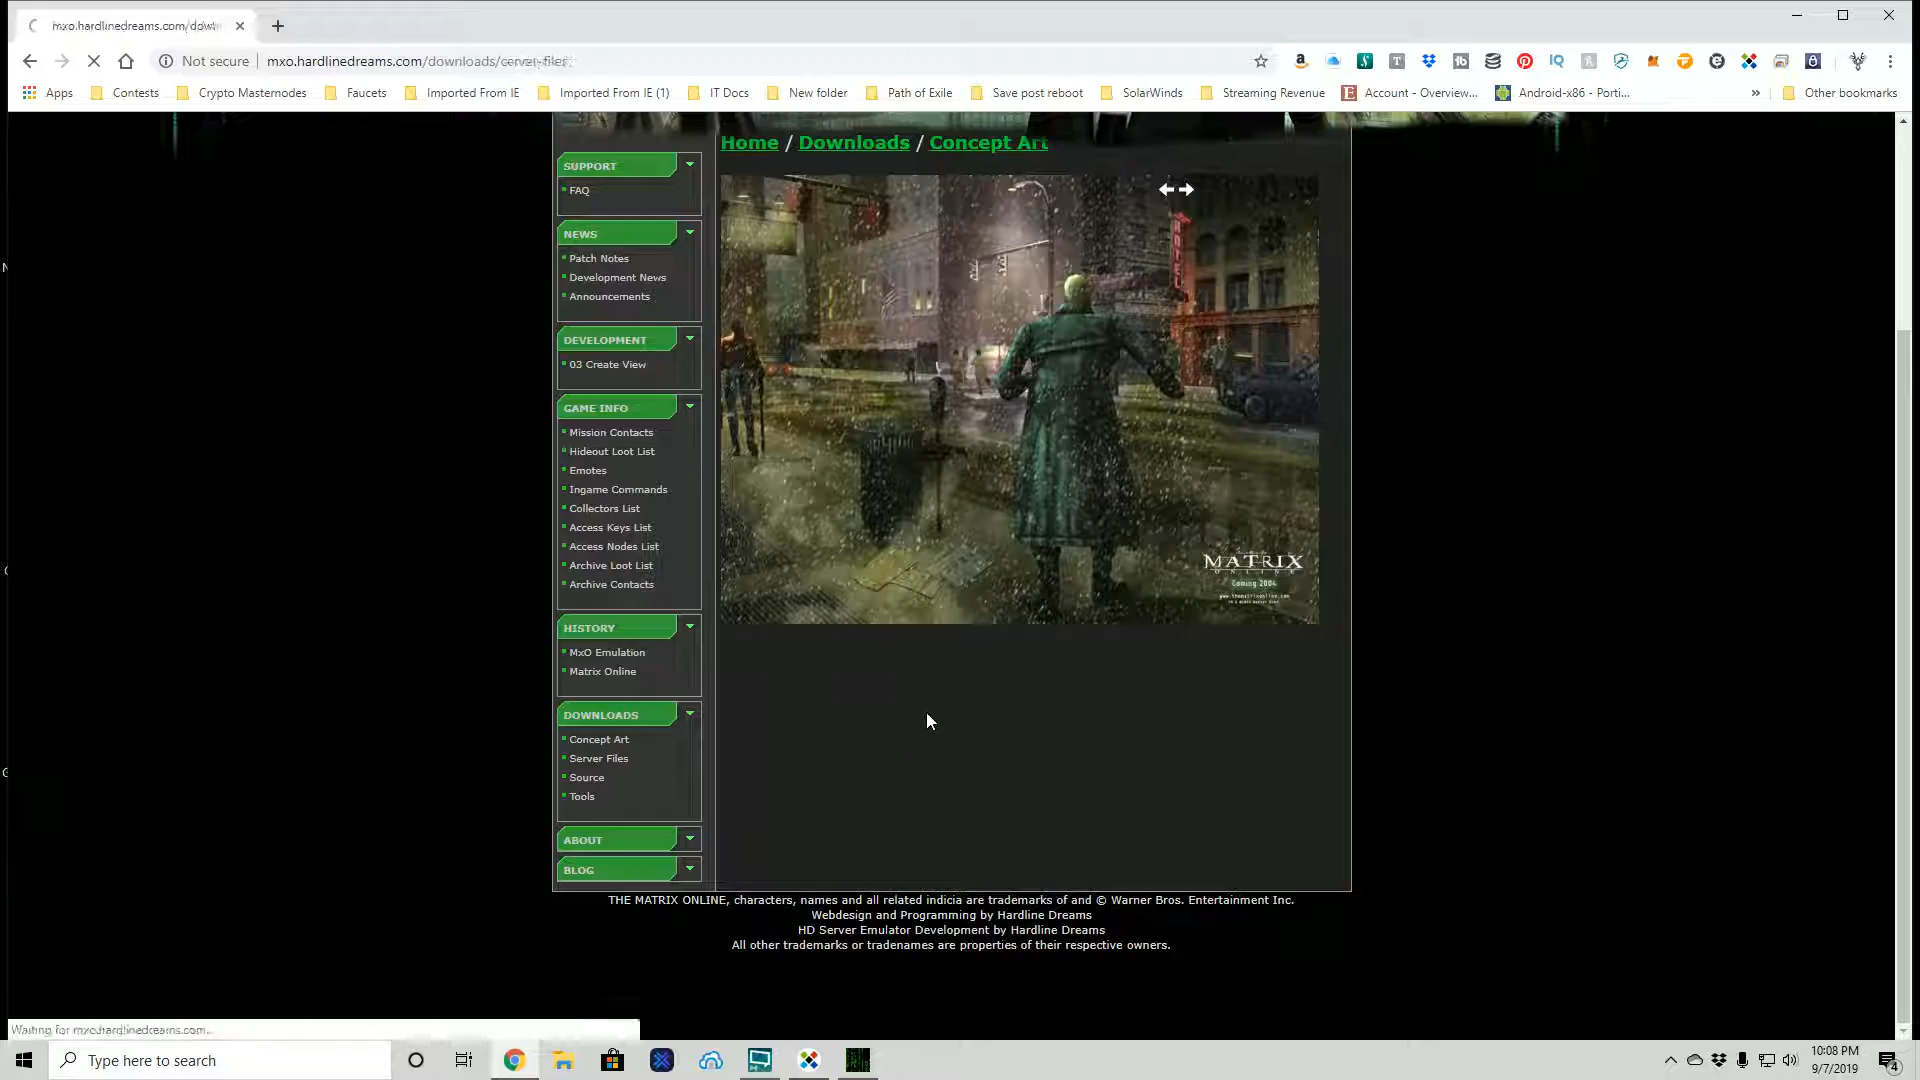 mxo.hardlinedreams.com/down
Not secure
mxo.hardlinedreams.com/downloads/server-files
Apps
Contests
Crypto Masternodes
Faucets
Imported From IE
Imported From IE (1)
IT Docs
New folder
Path of Exile
Save post reboot
SolarWinds
Streaming Revenue
Account - Overview...
Android-x86 - Porti...
»
Other bookmarks
Home / Downloads / Concept Art
SUPPORT
FAQ
NEWS
Patch Notes
Development News
Announcements
DEVELOPMENT
03 Create View
GAME INFO
Mission Contacts
Hideout Loot List
Emotes
Ingame Commands
Collectors List
Access Keys List
Access Nodes List
Archive Loot List
Archive Contacts
HISTORY
MxO Emulation
Matrix Online
DOWNLOADS
Concept Art
Server Files
Source
Tools
ABOUT
BLOG
HOTEL
MATRIX
ONLINE
Coming 2004
THE MATRIX ONLINE, characters, names and all related indicia are trademarks of and © Warner Bros. Entertainment Inc.
Webdesign and Programming by Hardline Dreams
HD Server Emulator Development by Hardline Dreams
All other trademarks or tradenames are properties of their respective owners.
Waiting for mxo.hardlinedreams.com...
Type here to search
10:08 PM
9/7/2019
4